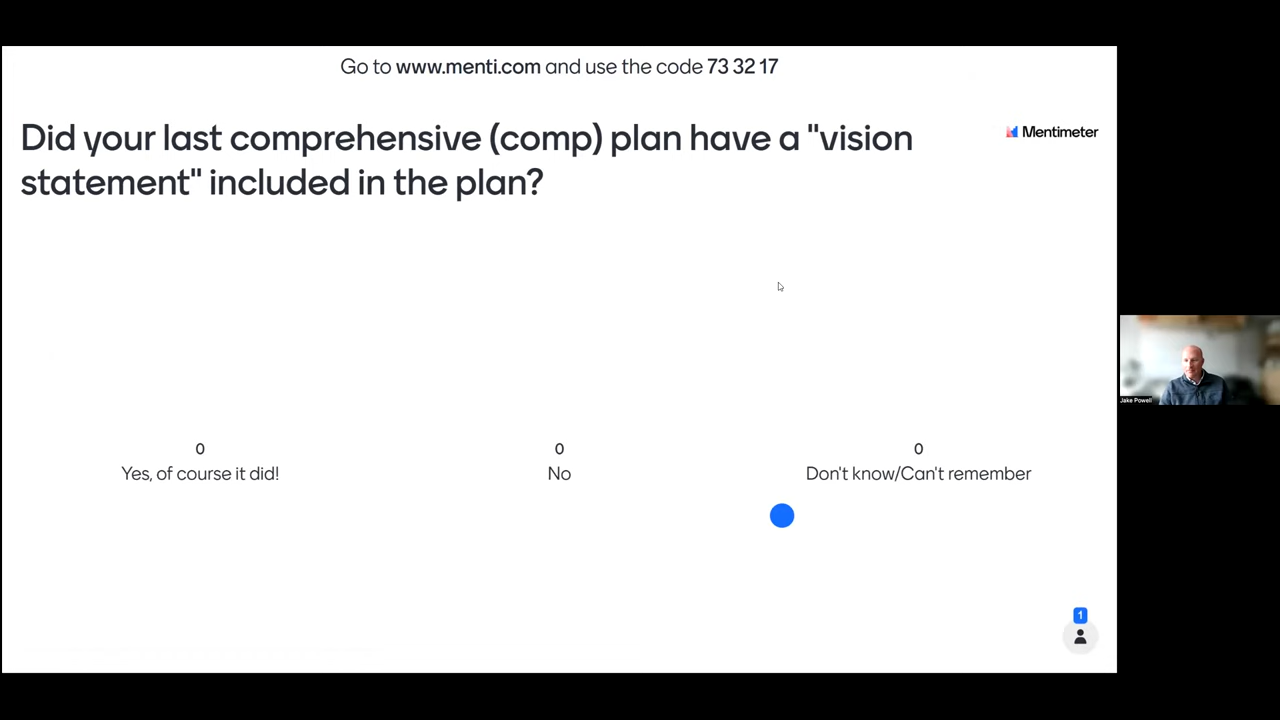 Go to www.menti.com and use the code 73 32 17
Did your last comprehensive (comp) plan have a "vision
statement" included in the plan?
Mentimeter
0
Yes, of course it did!
0
No
0
Don't know/Can't remember
1
Jake Powell